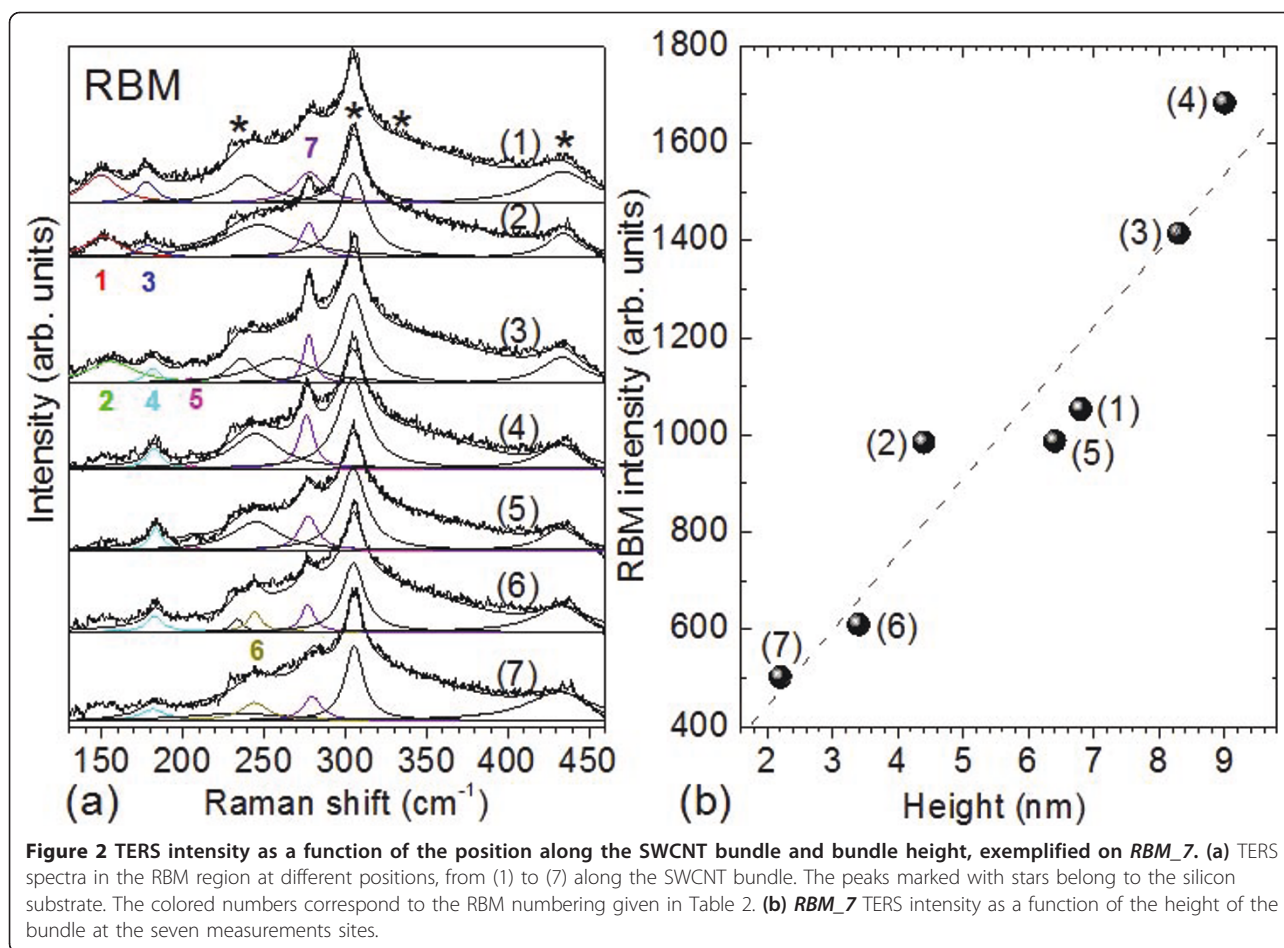 RBM
* * * *
7
(1)
(2)
1 3
(3)
2 4 5
(4)
(5)
(6)
6
(7)
Intensity (arb. units)
150 200 250 300 350 400 450
(a) Raman shift (cm⁻¹)
1800
1600
1400
1200
1000
800
600
400
RBM intensity (arb. units)
(4)
(3)
(1)
(2)
(5)
(6)
(7)
2 3 4 5 6 7 8 9
(b) Height (nm)
Figure 2 TERS intensity as a function of the position along the SWCNT bundle and bundle height, exemplified on RBM_7. (a) TERS
spectra in the RBM region at different positions, from (1) to (7) along the SWCNT bundle. The peaks marked with stars belong to the silicon
substrate. The colored numbers correspond to the RBM numbering given in Table 2. (b) RBM_7 TERS intensity as a function of the height of the
bundle at the seven measurements sites.